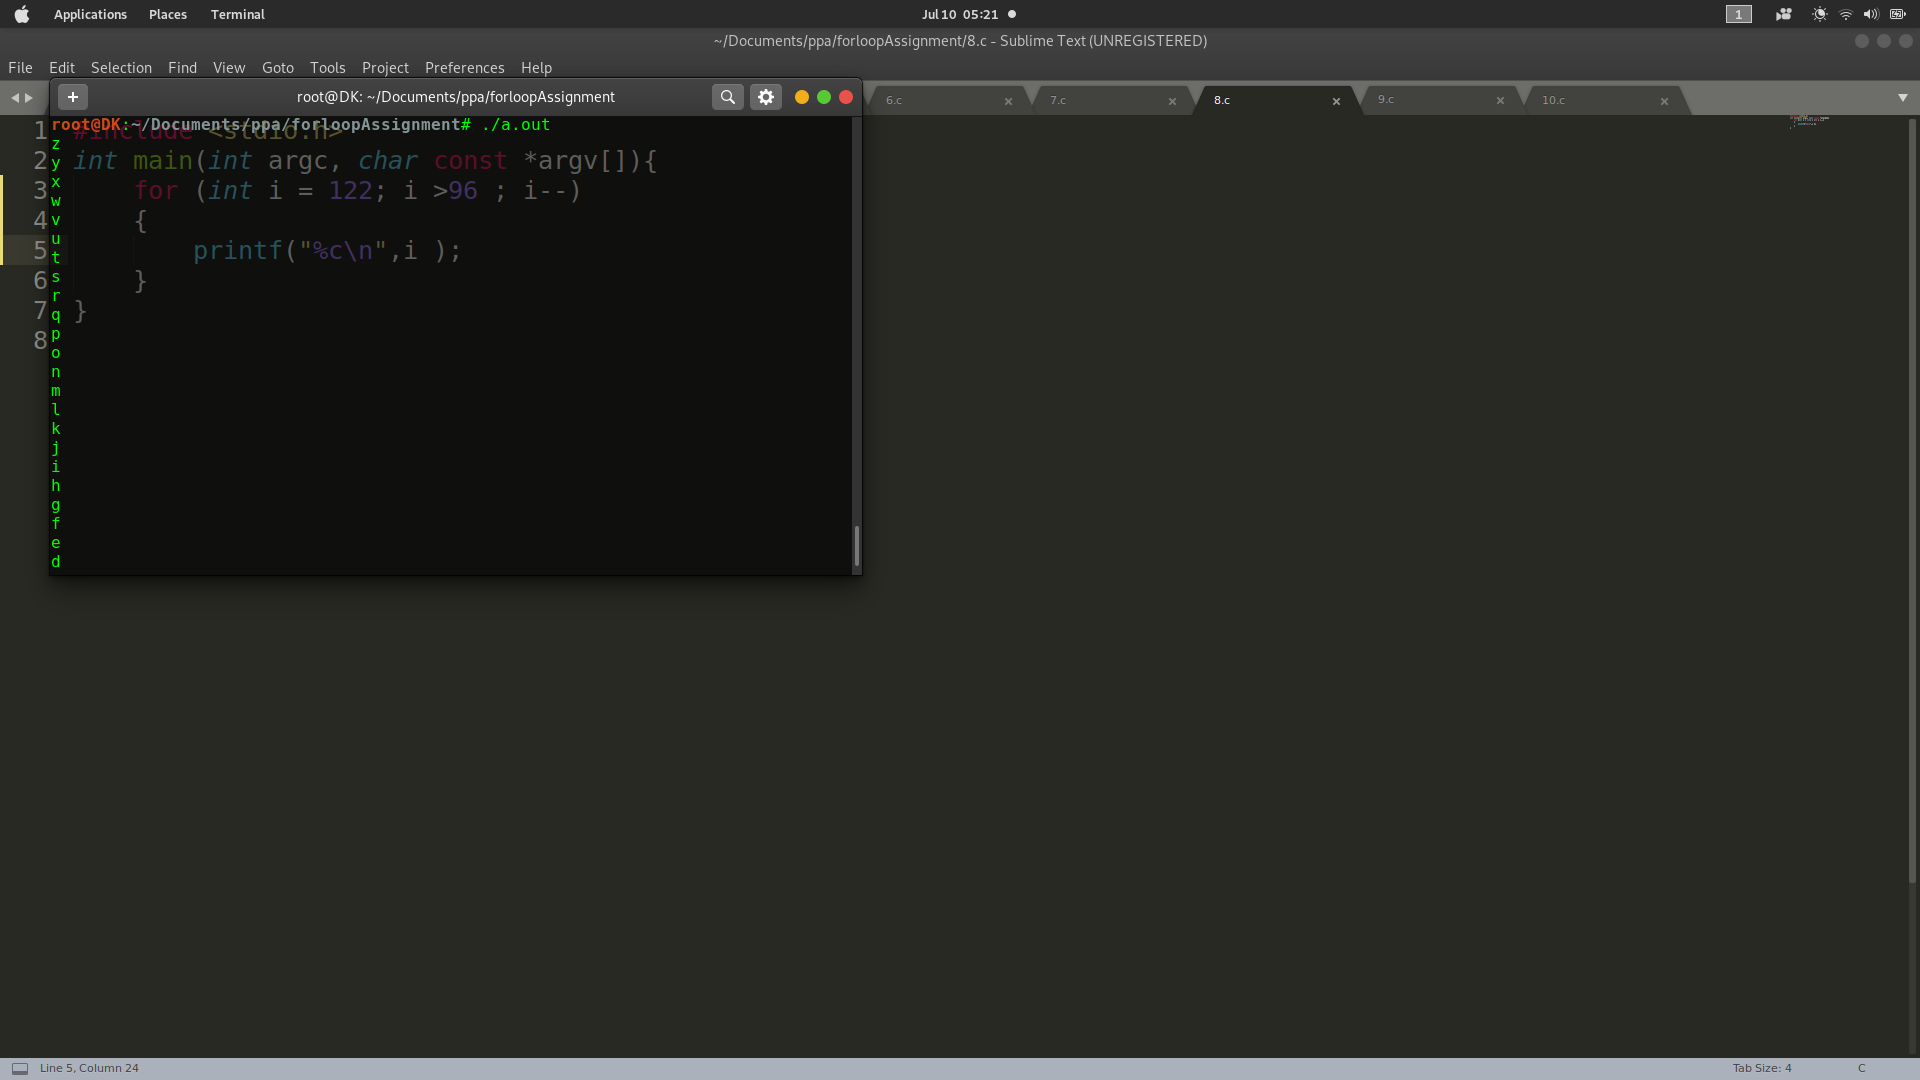 Applications Places Terminal Jul 10 05:21 1
~/Documents/ppa/forloopAssignment/8.c - Sublime Text (UNREGISTERED)
File Edit Selection Find View Goto Tools Project Preferences Help
root@DK: ~/Documents/ppa/forloopAssignment
6.c 7.c 8.c 9.c 10.c
root@DK:~/Documents/ppa/forloopAssignment# ./a.out
z
y
x
w
v
u
t
s
r
q
p
o
n
m
l
k
j
i
h
g
f
e
d
1 #include <stdio.h>
2 int main(int argc, char const *argv[]){
3 for (int i = 122; i >96 ; i--)
4 {
5 printf("%c\n",i );
6 }
7 }
8
Line 5, Column 24 Tab Size: 4 C